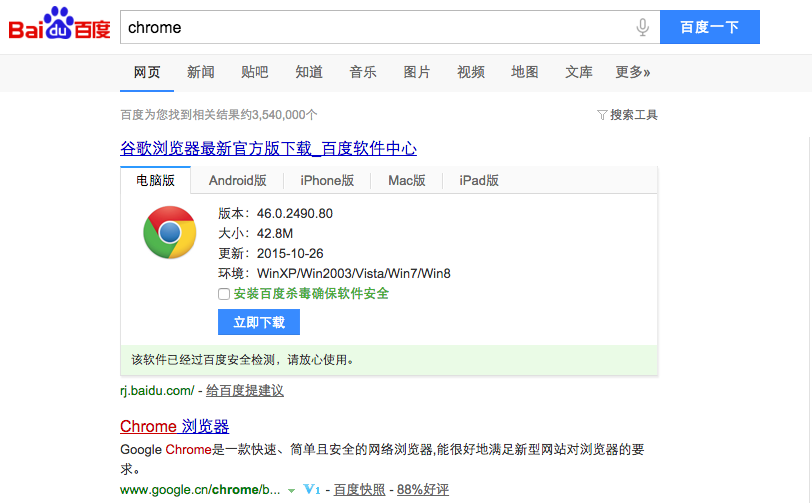 Bai du 百度
chrome
百度一下
网页 新闻 贴吧 知道 音乐 图片 视频 地图 文库 更多»
百度为您找到相关结果约3,540,000个 搜索工具
谷歌浏览器最新官方版下载_百度软件中心
电脑版 Android版 iPhone版 Mac版 iPad版
版本：46.0.2490.80
大小：42.8M
更新：2015-10-26
环境：WinXP/Win2003/Vista/Win7/Win8
安装百度杀毒确保软件安全
立即下载
该软件已经过百度安全检测，请放心使用。
rj.baidu.com/ - 给百度提建议
Chrome 浏览器
Google Chrome是一款快速、简单且安全的网络浏览器,能很好地满足新型网站对浏览器的要
求。
www.google.cn/chrome/b... V1 - 百度快照 - 88%好评